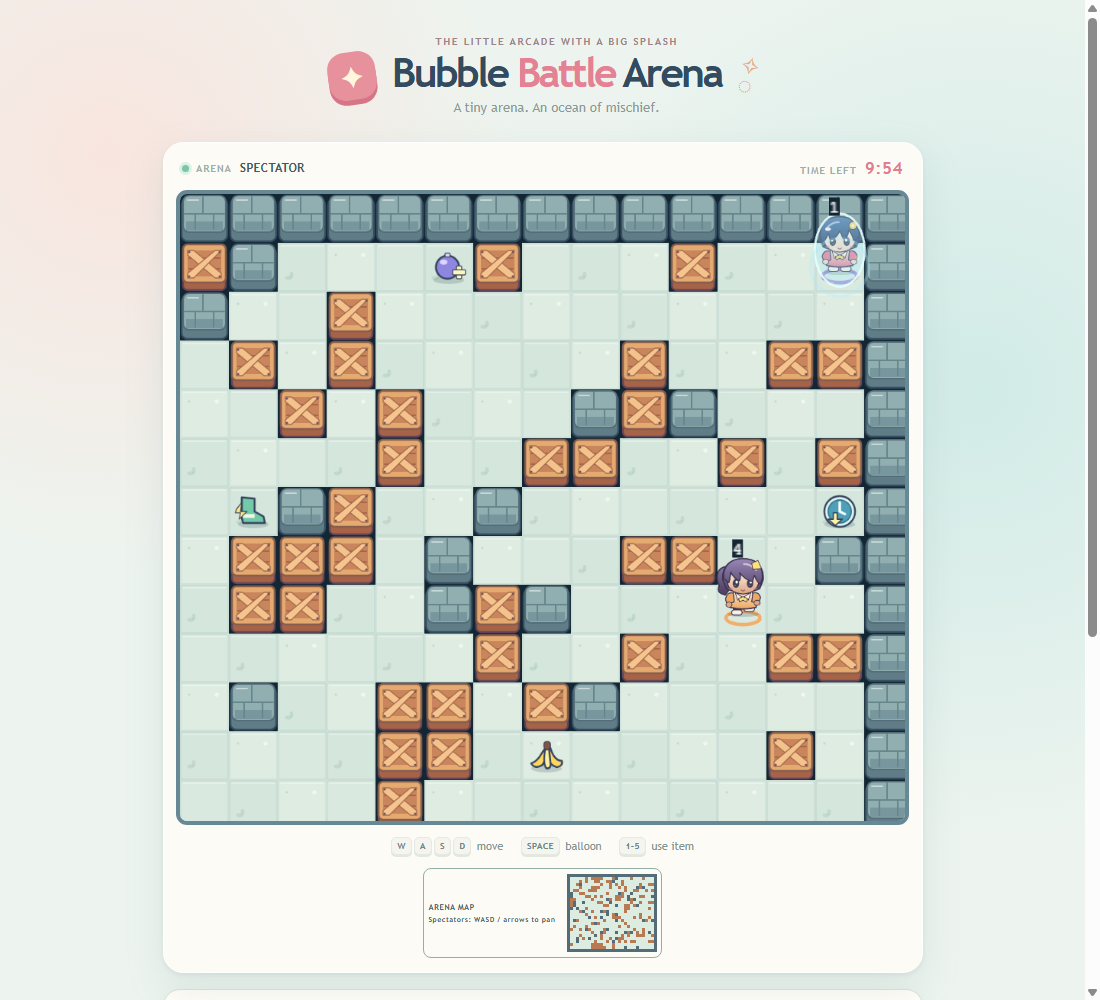 THE LITTLE ARCADE WITH A BIG SPLASH
Bubble Battle Arena
A tiny arena. An ocean of mischief.
ARENA SPECTATOR
TIME LEFT 9:54
1
4
W A S D move SPACE balloon 1-5 use item
ARENA MAP
Spectators: WASD / arrows to pan